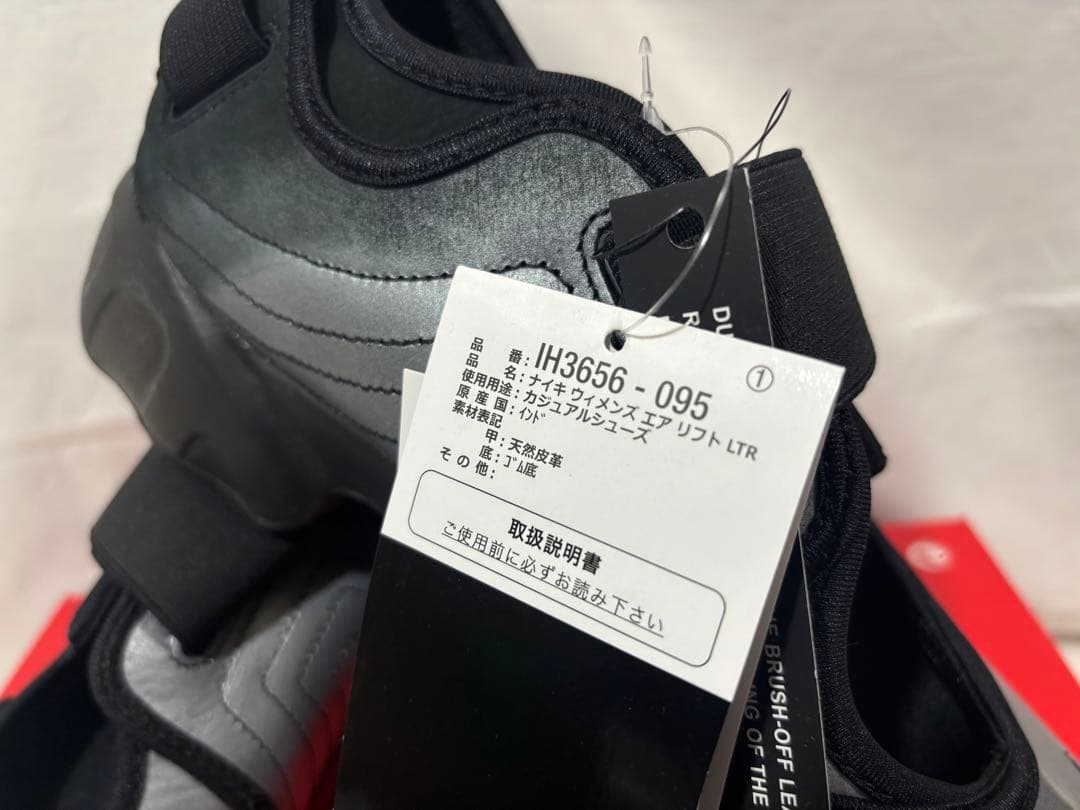 ①
品 番：IH3656 - 095
品 名：ナイキ ウィメンズ エア リフト LTR
使用用途：カジュアルシューズ
原 産 国：ｲﾝﾄﾞ
素材表記
甲：天然皮革
底：ｺﾞﾑ底
そ の 他：
取扱説明書
ご使用前に必ずお読み下さい
DU
R
BRUSH-OFF LEA
OF THE